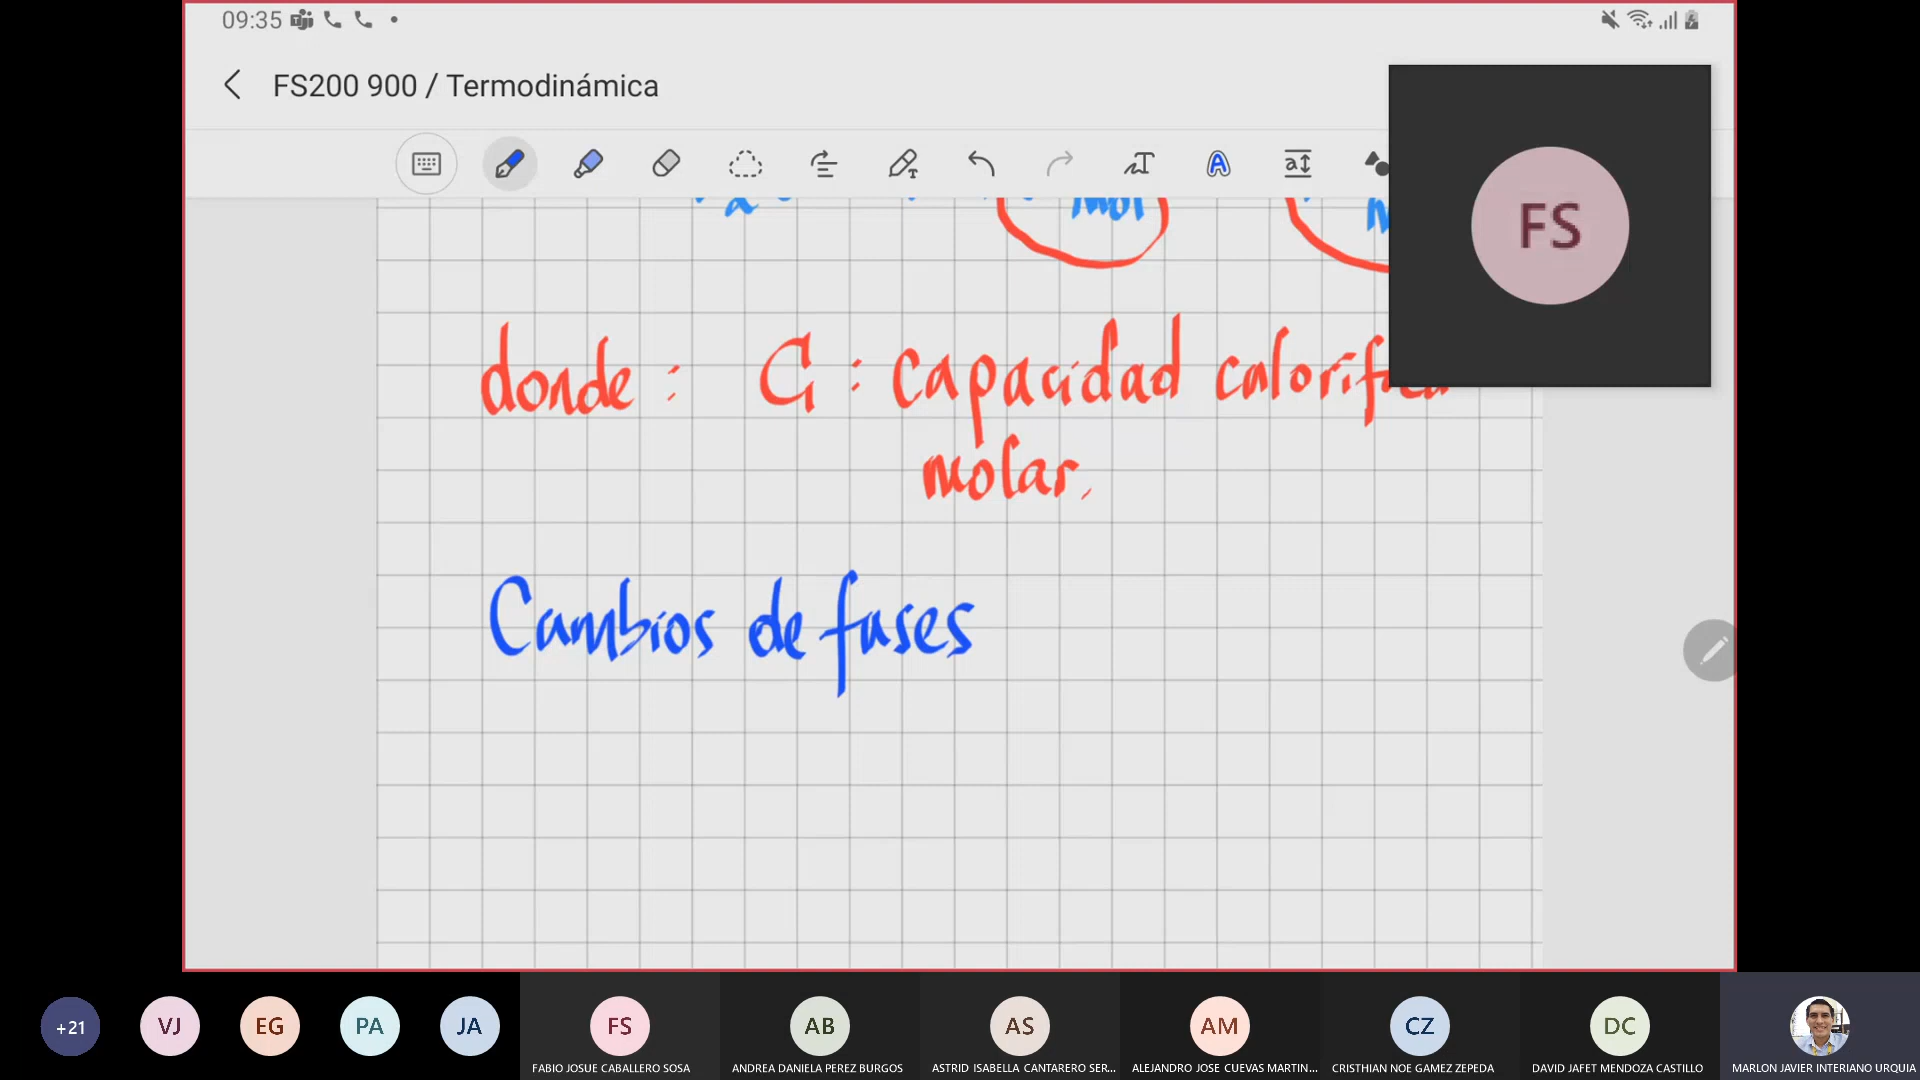 09:35
FS200 900 / Termodinámica
FS
donde : C : capacidad calorífica
molar.
Cambios de fases
+21
VJ
EG
PA
JA
FS
AB
AS
AM
CZ
DC
FABIO JOSUE CABALLERO SOSA
ANDREA DANIELA PEREZ BURGOS
ASTRID ISABELLA CANTARERO SER...
ALEJANDRO JOSE CUEVAS MARTIN...
CRISTHIAN NOE GAMEZ ZEPEDA
DAVID JAFET MENDOZA CASTILLO
MARLON JAVIER INTERIANO URQUIA